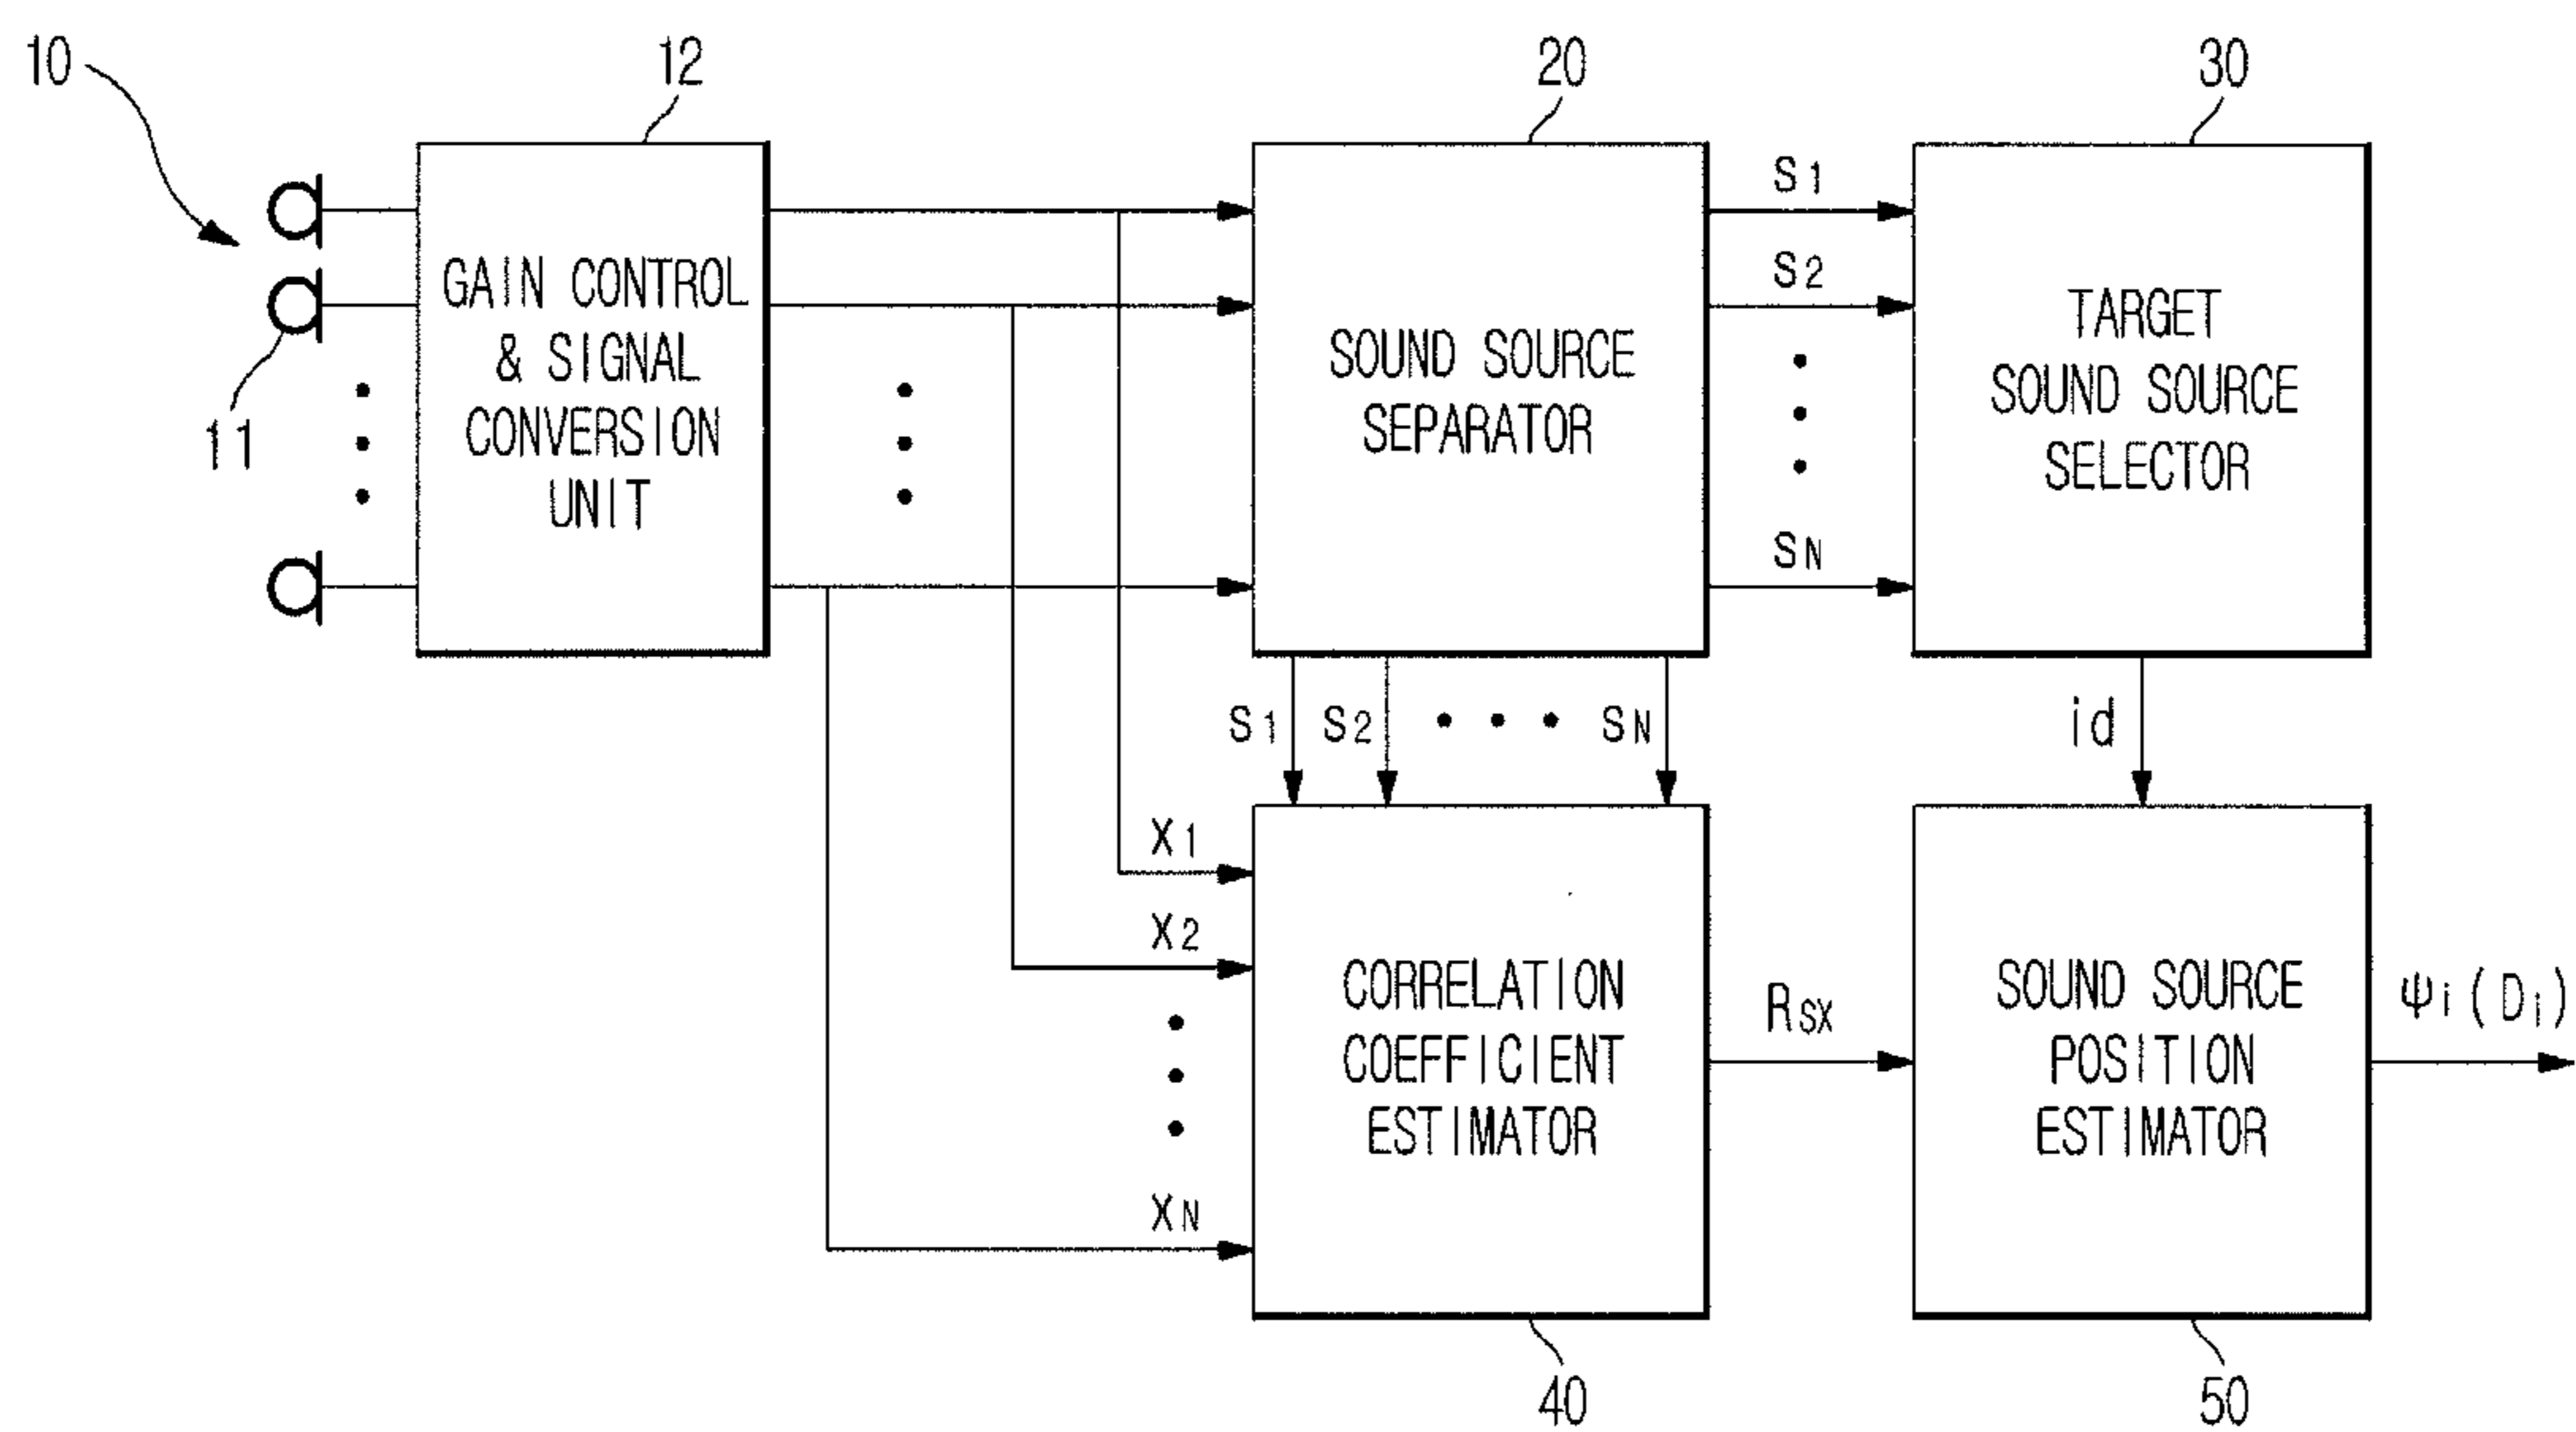 10
12
20
30
11
GAIN CONTROL
& SIGNAL
CONVERSION
UNIT
SOUND SOURCE
SEPARATOR
S1
S2
SN
TARGET
SOUND SOURCE
SELECTOR
S1 S2 SN
id
X1
X2
XN
CORRELATION
COEFFICIENT
ESTIMATOR
RSX
SOUND SOURCE
POSITION
ESTIMATOR
ψi(Di)
40
50